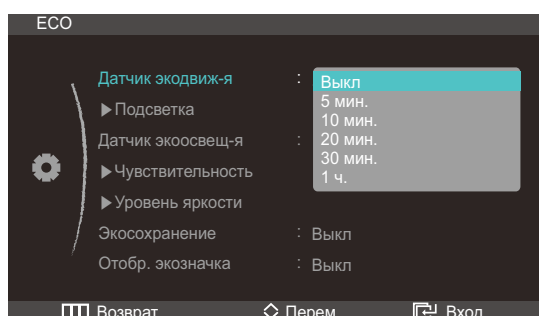 ECO
Датчик экодвиж-я : Выкл
5 мин.
▶Подсветка
10 мин.
Датчик экоосвещ-я : 20 мин.
30 мин.
▶Чувствительность
1 ч.
▶Уровень яркости
Экосохранение : Выкл
Отобр. экозначка : Выкл
Возврат Перем. Вход